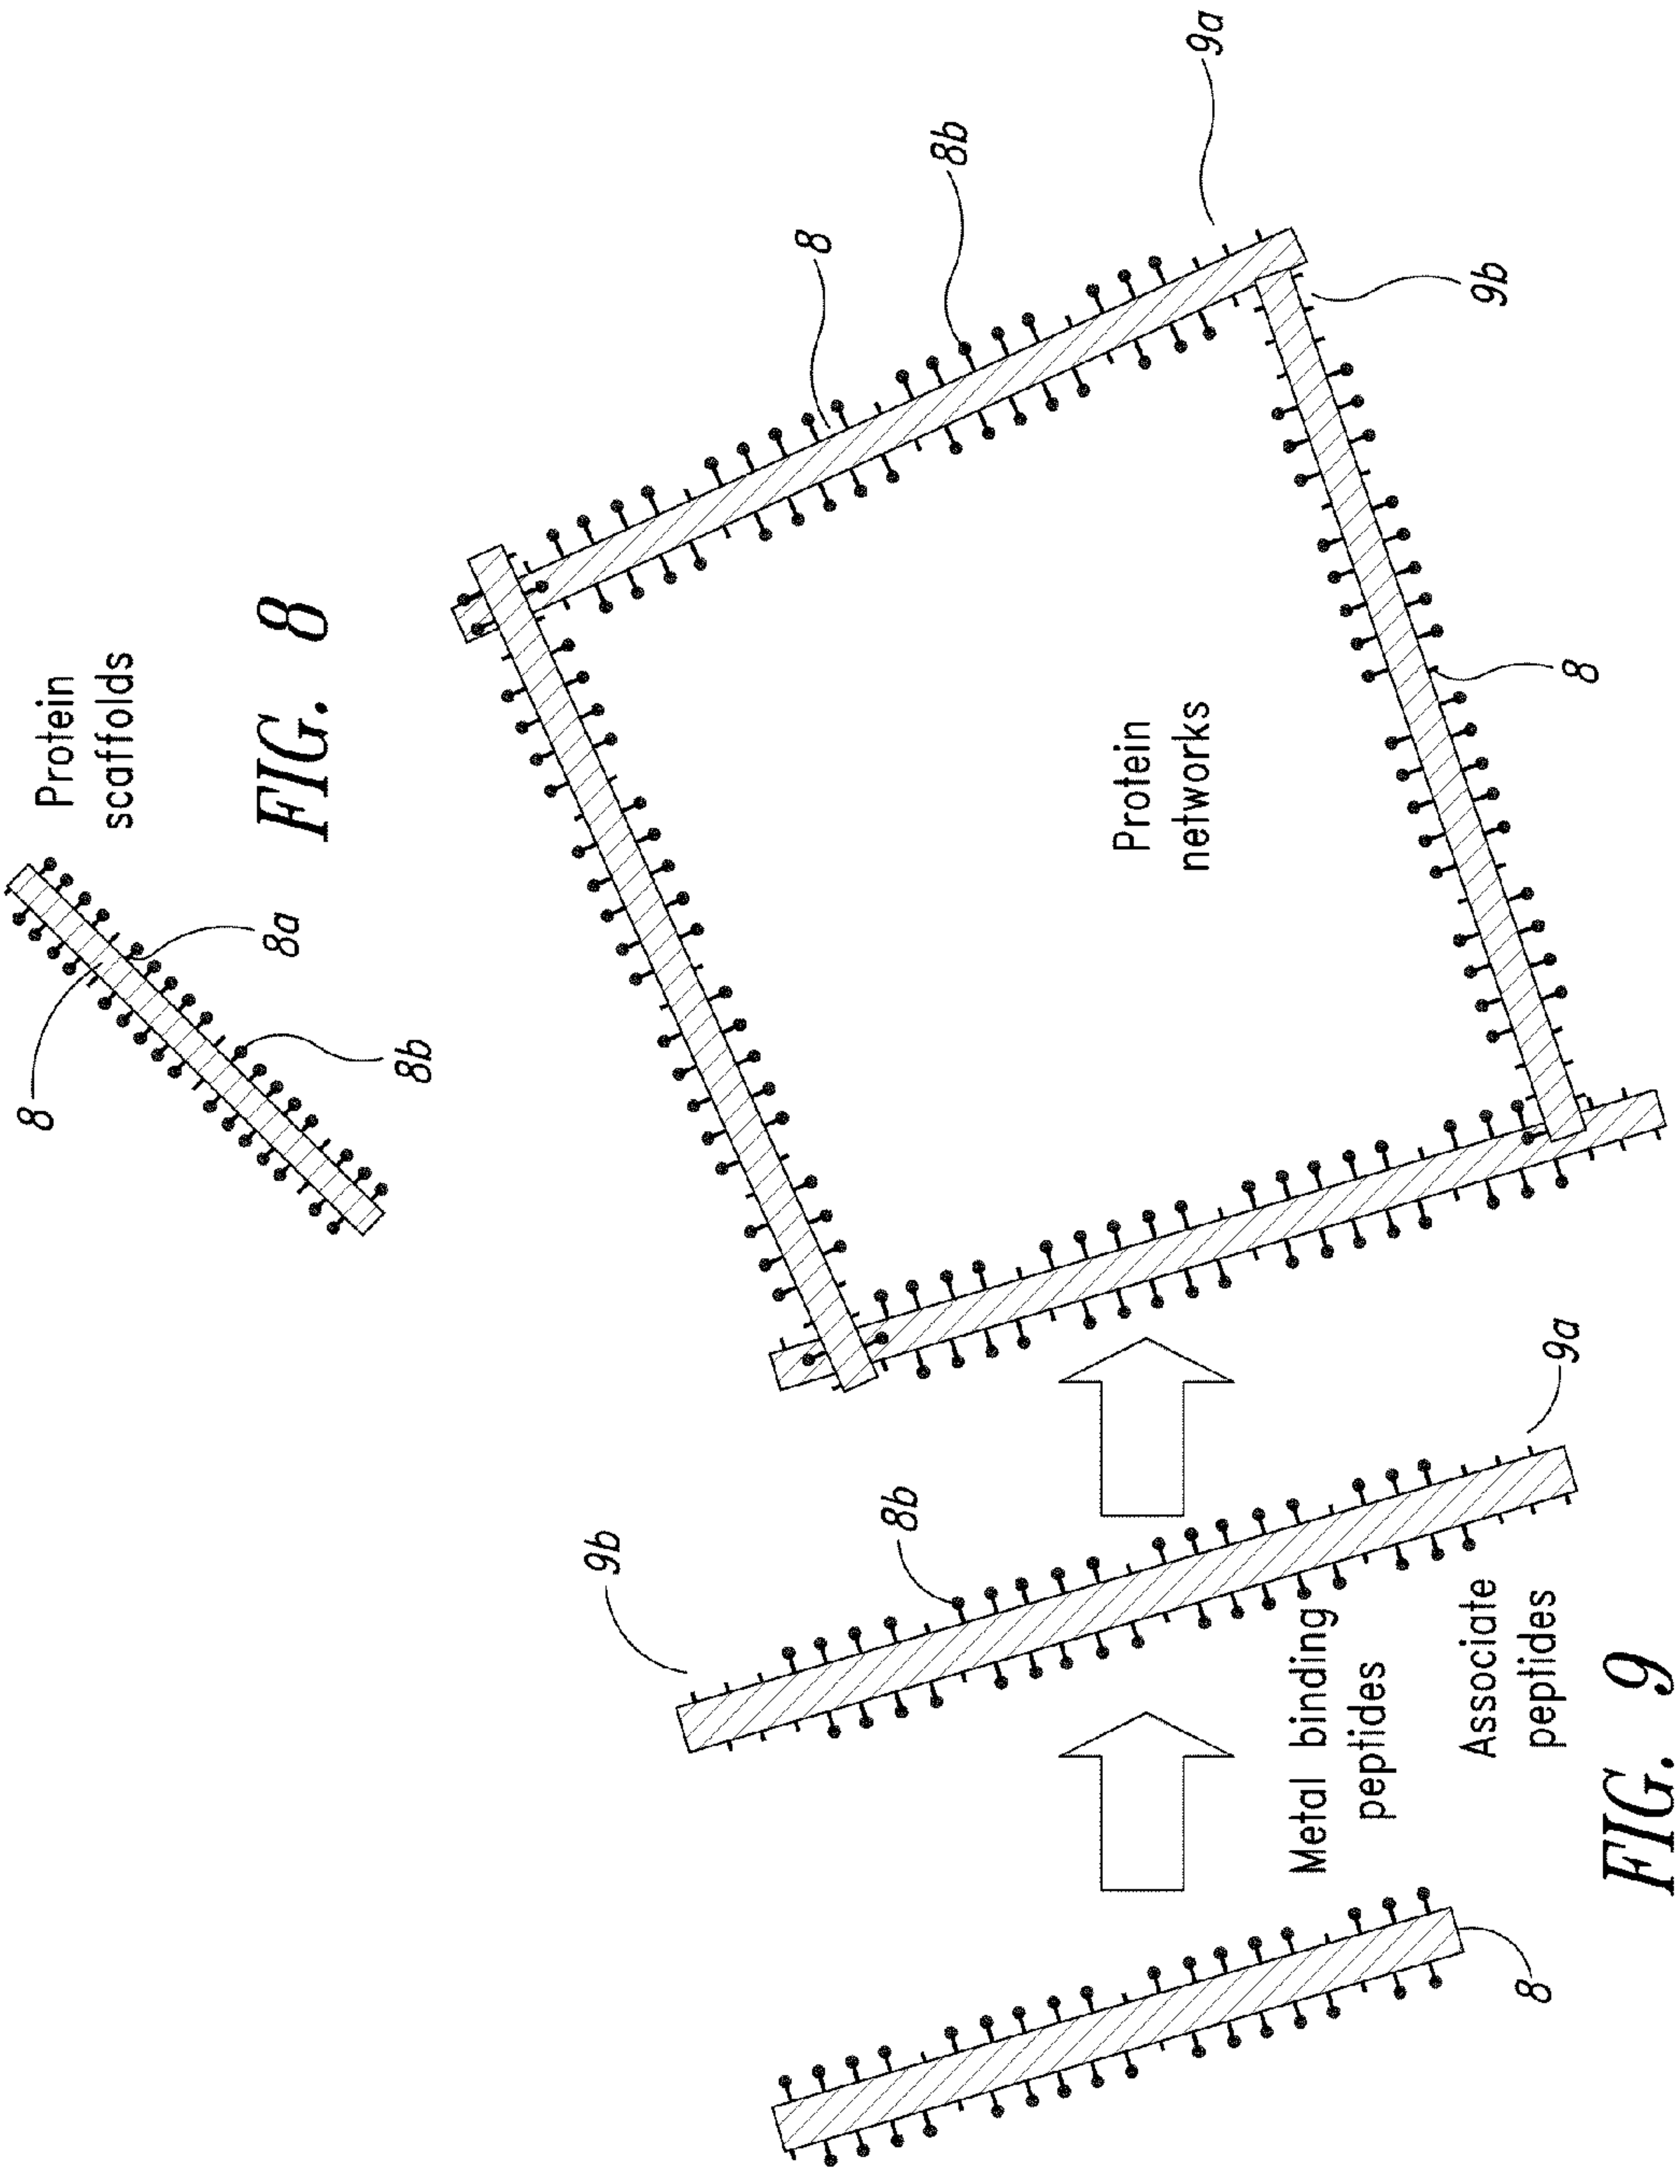 8
8a
8b
Protein
scaffolds
FIG. 8
8
9b
8b
9a
Metal binding
peptides
Associate
peptides
8
8b
9a
9b
8
Protein
networks
FIG. 9